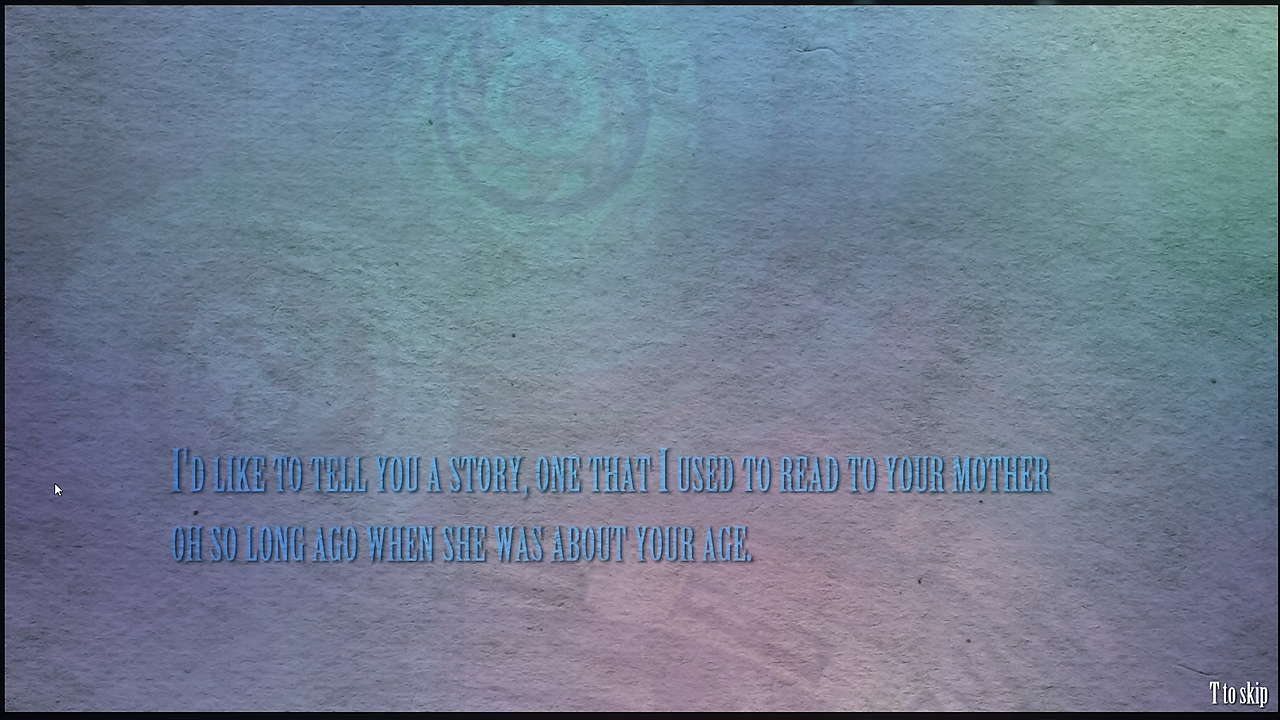 I'D LIKE TO TELL YOU A STORY, ONE THAT I USED TO READ TO YOUR MOTHER
OH SO LONG AGO WHEN SHE WAS ABOUT YOUR AGE.
T to skip